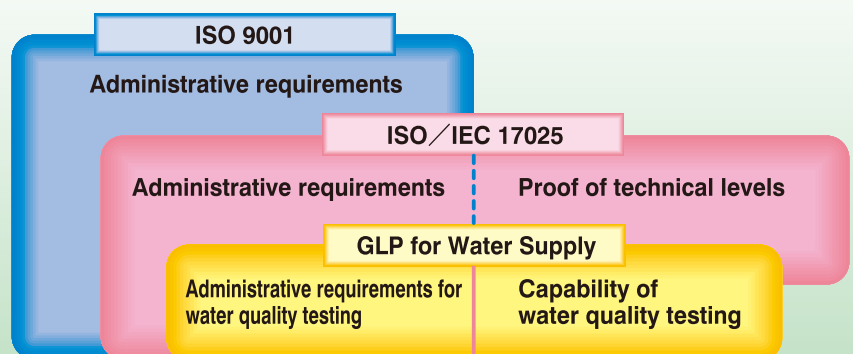 ISO 9001
Administrative requirements
ISO／IEC 17025
Administrative requirements
Proof of technical levels
GLP for Water Supply
Administrative requirements for
water quality testing
Capability of
water quality testing